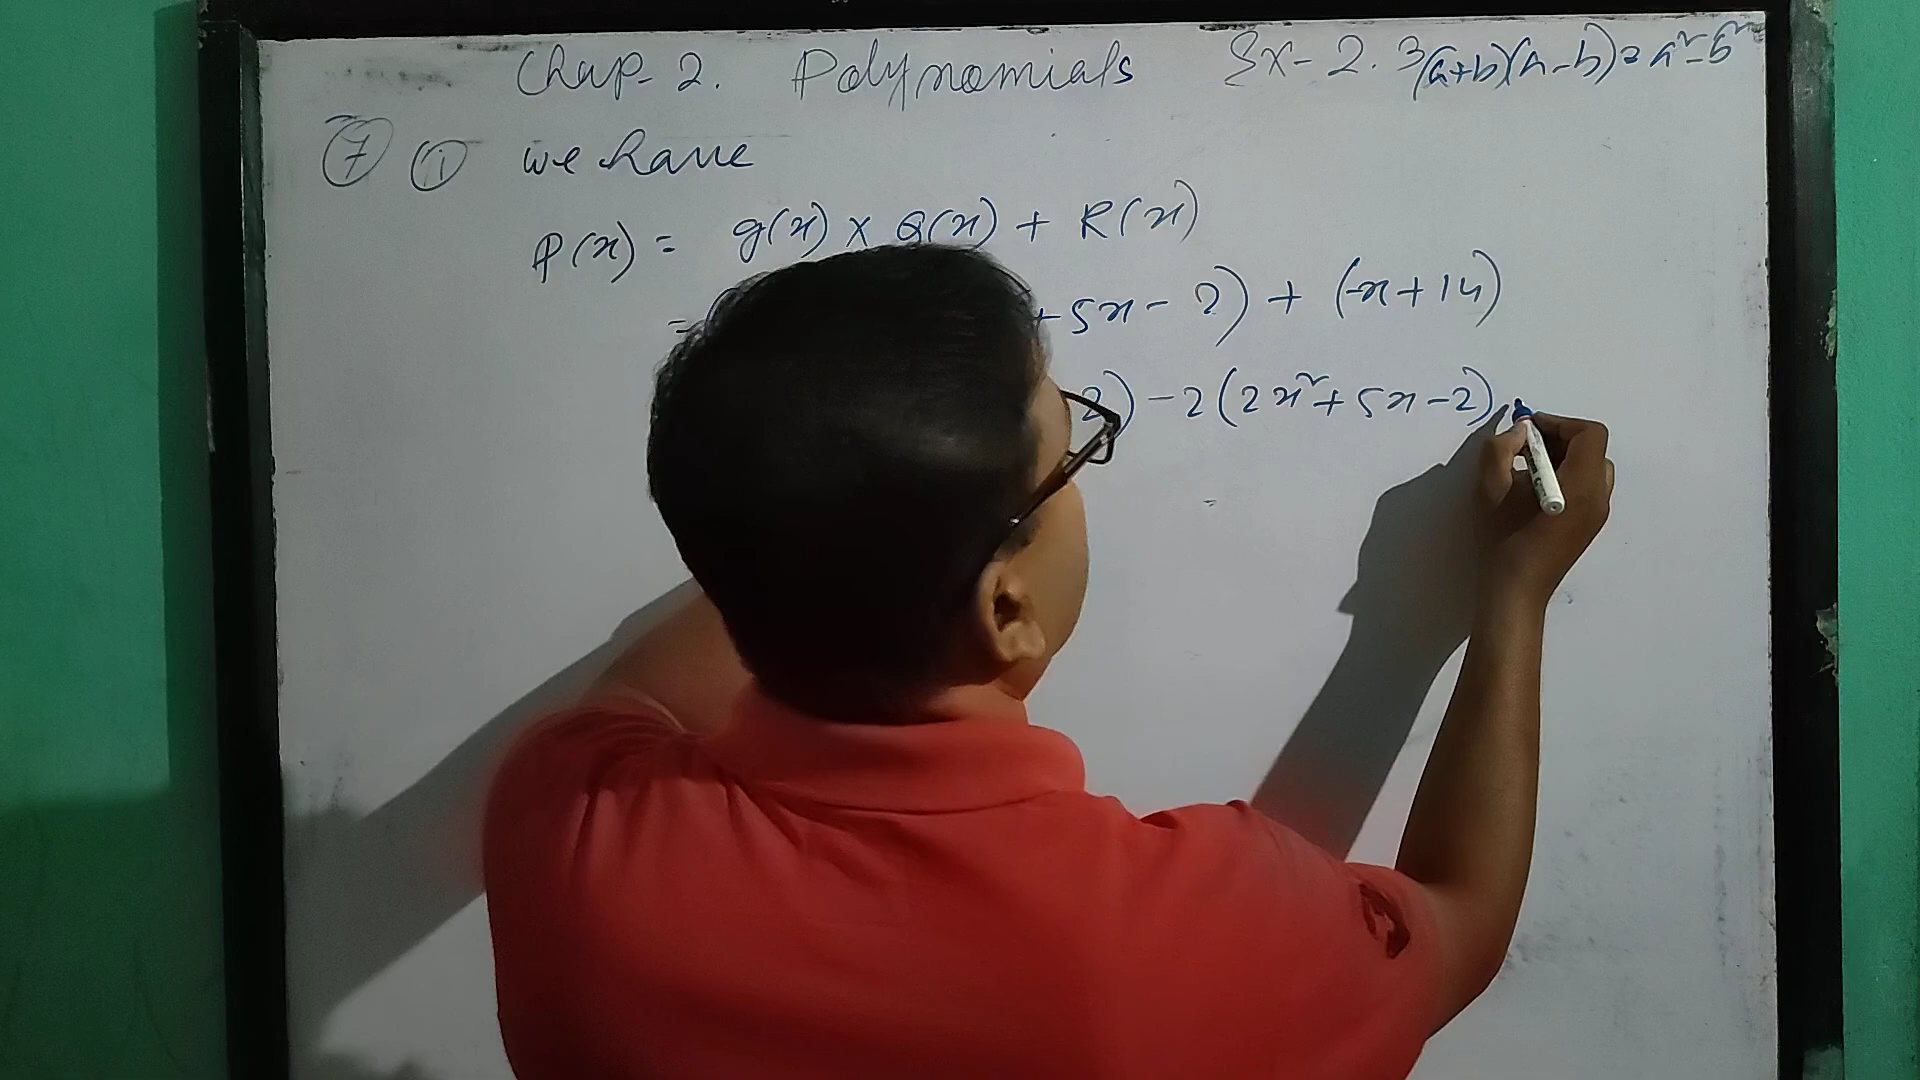 Chap-2. Polynomials Ex-2.3 (a+b)(a-b)=a²-b²
⑦ ⓘ we have
P(x) = g(x) × Q(x) + R(x)
= ( +5x-2) + (-x+14)
2) -2(2x²+5x-2)